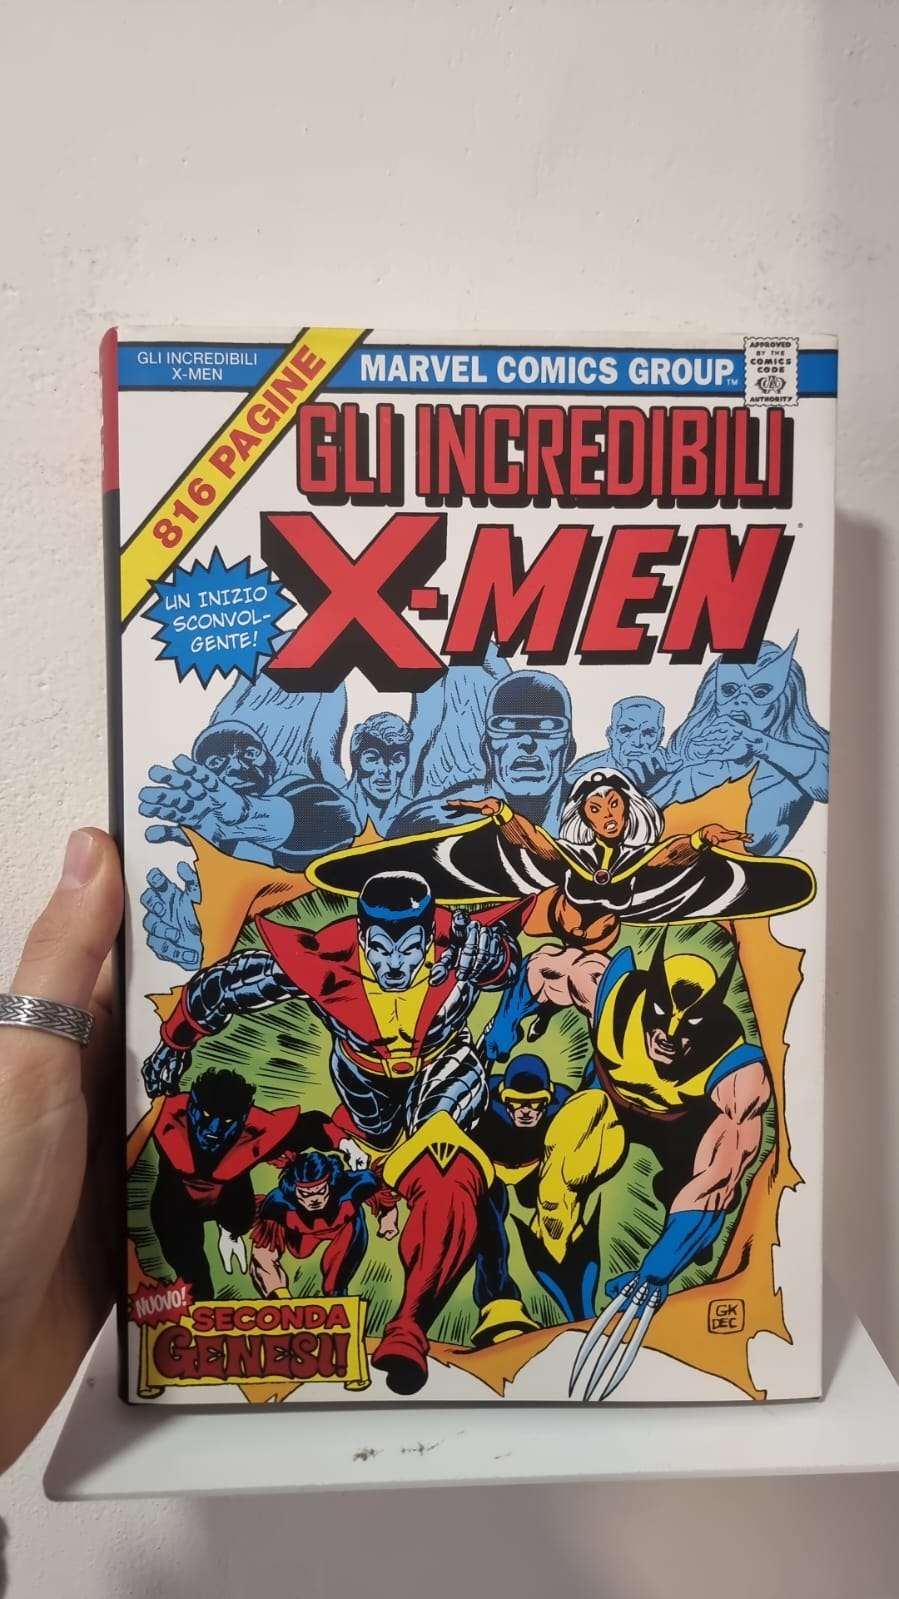 GLI INCREDIBILI
X-MEN
MARVEL COMICS GROUP™
APPROVED
BY THE
COMICS
CODE
AUTHORITY
816 PAGINE
GLI INCREDIBILI
X-MEN®
UN INIZIO
SCONVOL-
GENTE!
NUOVO!
SECONDA
GENESI!
GK
DEC